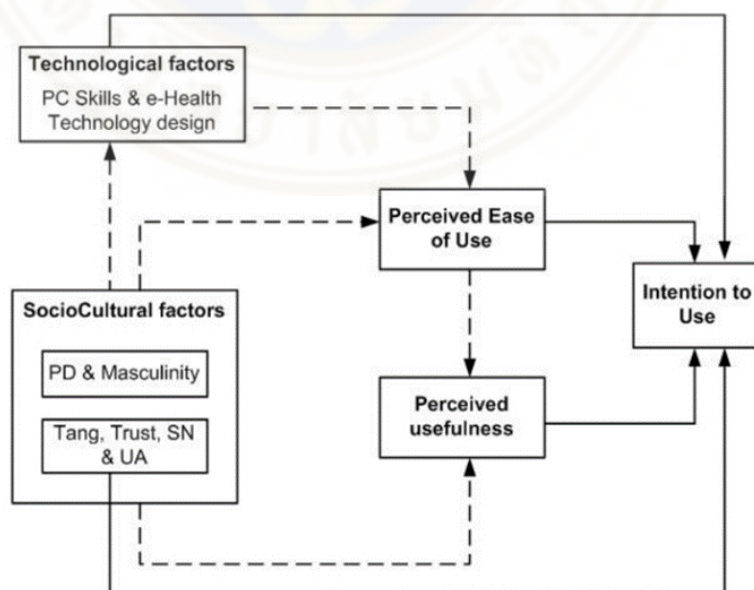 Technological factors
PC Skills & e-Health
Technology design
Perceived Ease
of Use
SocioCultural factors
PD & Masculinity
Tang, Trust, SN
& UA
Perceived
usefulness
Intention to
Use